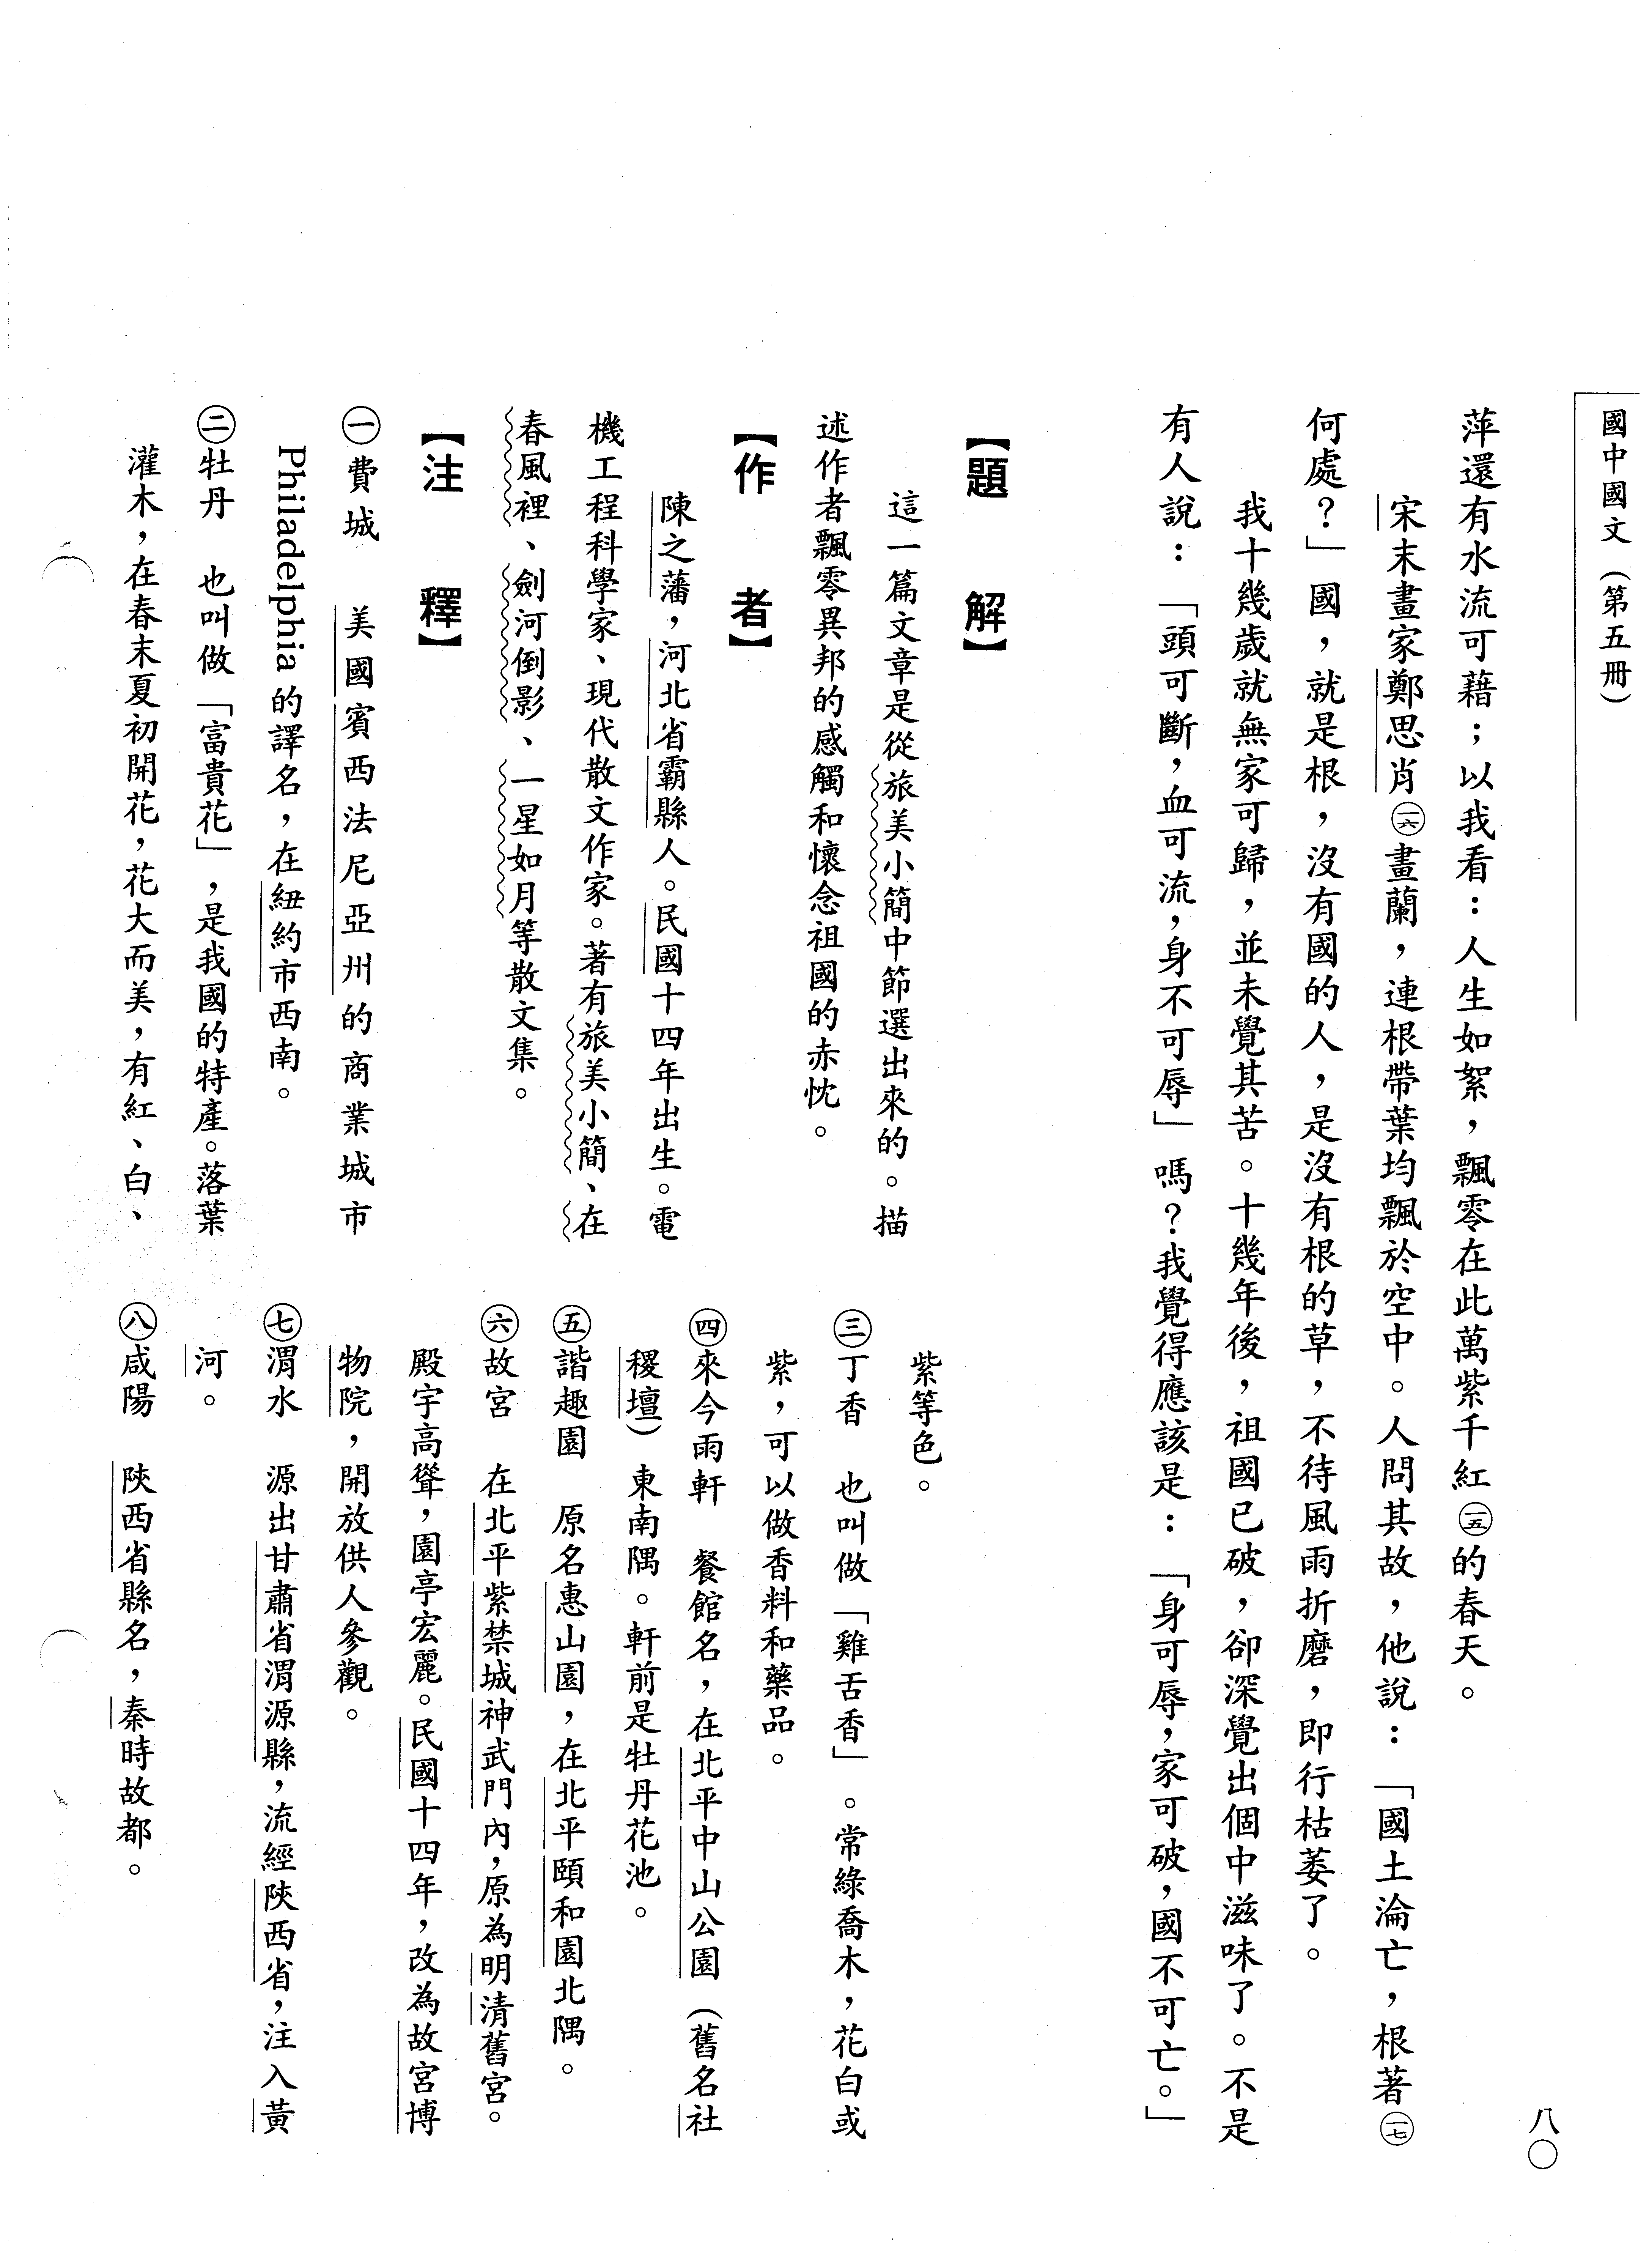 國中國文（第五冊）
八〇
萍還有水流可藉；以我看：人生如絮，飄零在此萬紫千紅㊀㊄的春天。
宋末畫家鄭思肖㊀㊅畫蘭，連根帶葉均飄於空中。人問其故，他說：「國土淪亡，根著㊀㊆
何處？」國，就是根，沒有國的人，是沒有根的草，不待風雨折磨，即行枯萎了。
我十幾歲就無家可歸，並未覺其苦。十幾年後，祖國已破，卻深覺出個中滋味了。不是
有人說：「頭可斷，血可流，身不可辱」嗎？我覺得應該是：「身可辱，家可破，國不可亡。」
【題　解】
這一篇文章是從旅美小簡中節選出來的。描
述作者飄零異邦的感觸和懷念祖國的赤忱。
【作　者】
陳之藩，河北省霸縣人。民國十四年出生。電
機工程科學家、現代散文作家。著有旅美小簡、在
春風裡、劍河倒影、一星如月等散文集。
【注　釋】
㊀費城　美國賓西法尼亞州的商業城市
Philadelphia 的譯名，在紐約市西南。
㊁牡丹　也叫做「富貴花」，是我國的特產。落葉
灌木，在春末夏初開花，花大而美，有紅、白、
紫等色。
㊂丁香　也叫做「雞舌香」。常綠喬木，花白或
紫，可以做香料和藥品。
㊃來今雨軒　餐館名，在北平中山公園（舊名社
稷壇）東南隅。軒前是牡丹花池。
㊄諧趣園　原名惠山園，在北平頤和園北隅。
㊅故宮　在北平紫禁城神武門內，原為明清舊宮。
殿宇高聳，園亭宏麗。民國十四年，改為故宮博
物院，開放供人參觀。
㊆渭水　源出甘肅省渭源縣，流經陝西省，注入黃
河。
㊇咸陽　陝西省縣名，秦時故都。